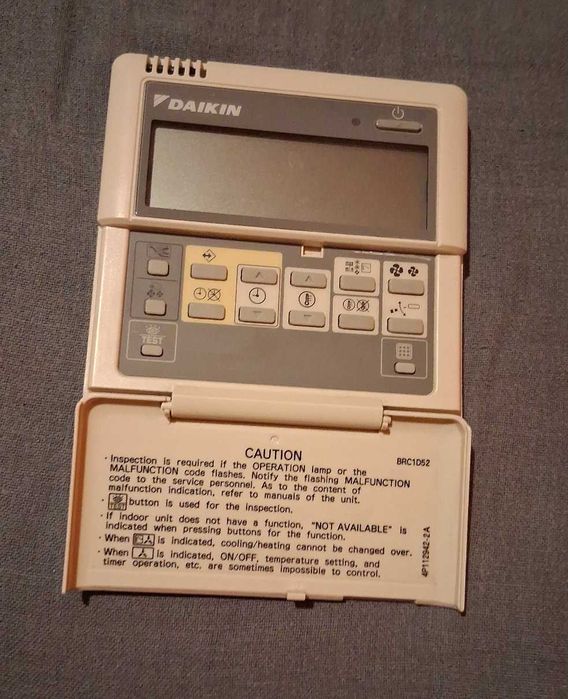 DAIKIN
TEST
CAUTION
BRC1D52
· Inspection is required if the OPERATION lamp or the
MALFUNCTION code flashes. Notify the flashing MALFUNCTION
code to the service personnel. As to the content of
malfunction indication, refer to manuals of the unit.
· TEST button is used for the inspection.
· If indoor unit does not have a function, "NOT AVAILABLE" is
indicated when pressing buttons for the function.
· When is indicated, cooling/heating cannot be changed over.
· When is indicated, ON/OFF, temperature setting, and
timer operation, etc. are sometimes impossible to control.
4P112942-2A